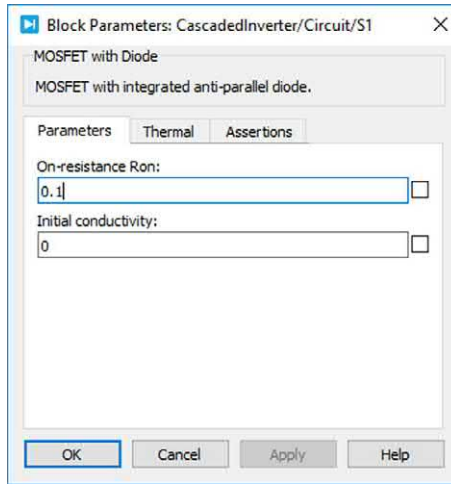 Block Parameters: CascadedInverter/Circuit/S1
MOSFET with Diode
MOSFET with integrated anti-parallel diode.
Parameters Thermal Assertions
On-resistance Ron:
0.1
Initial conductivity:
0
OK Cancel Apply Help